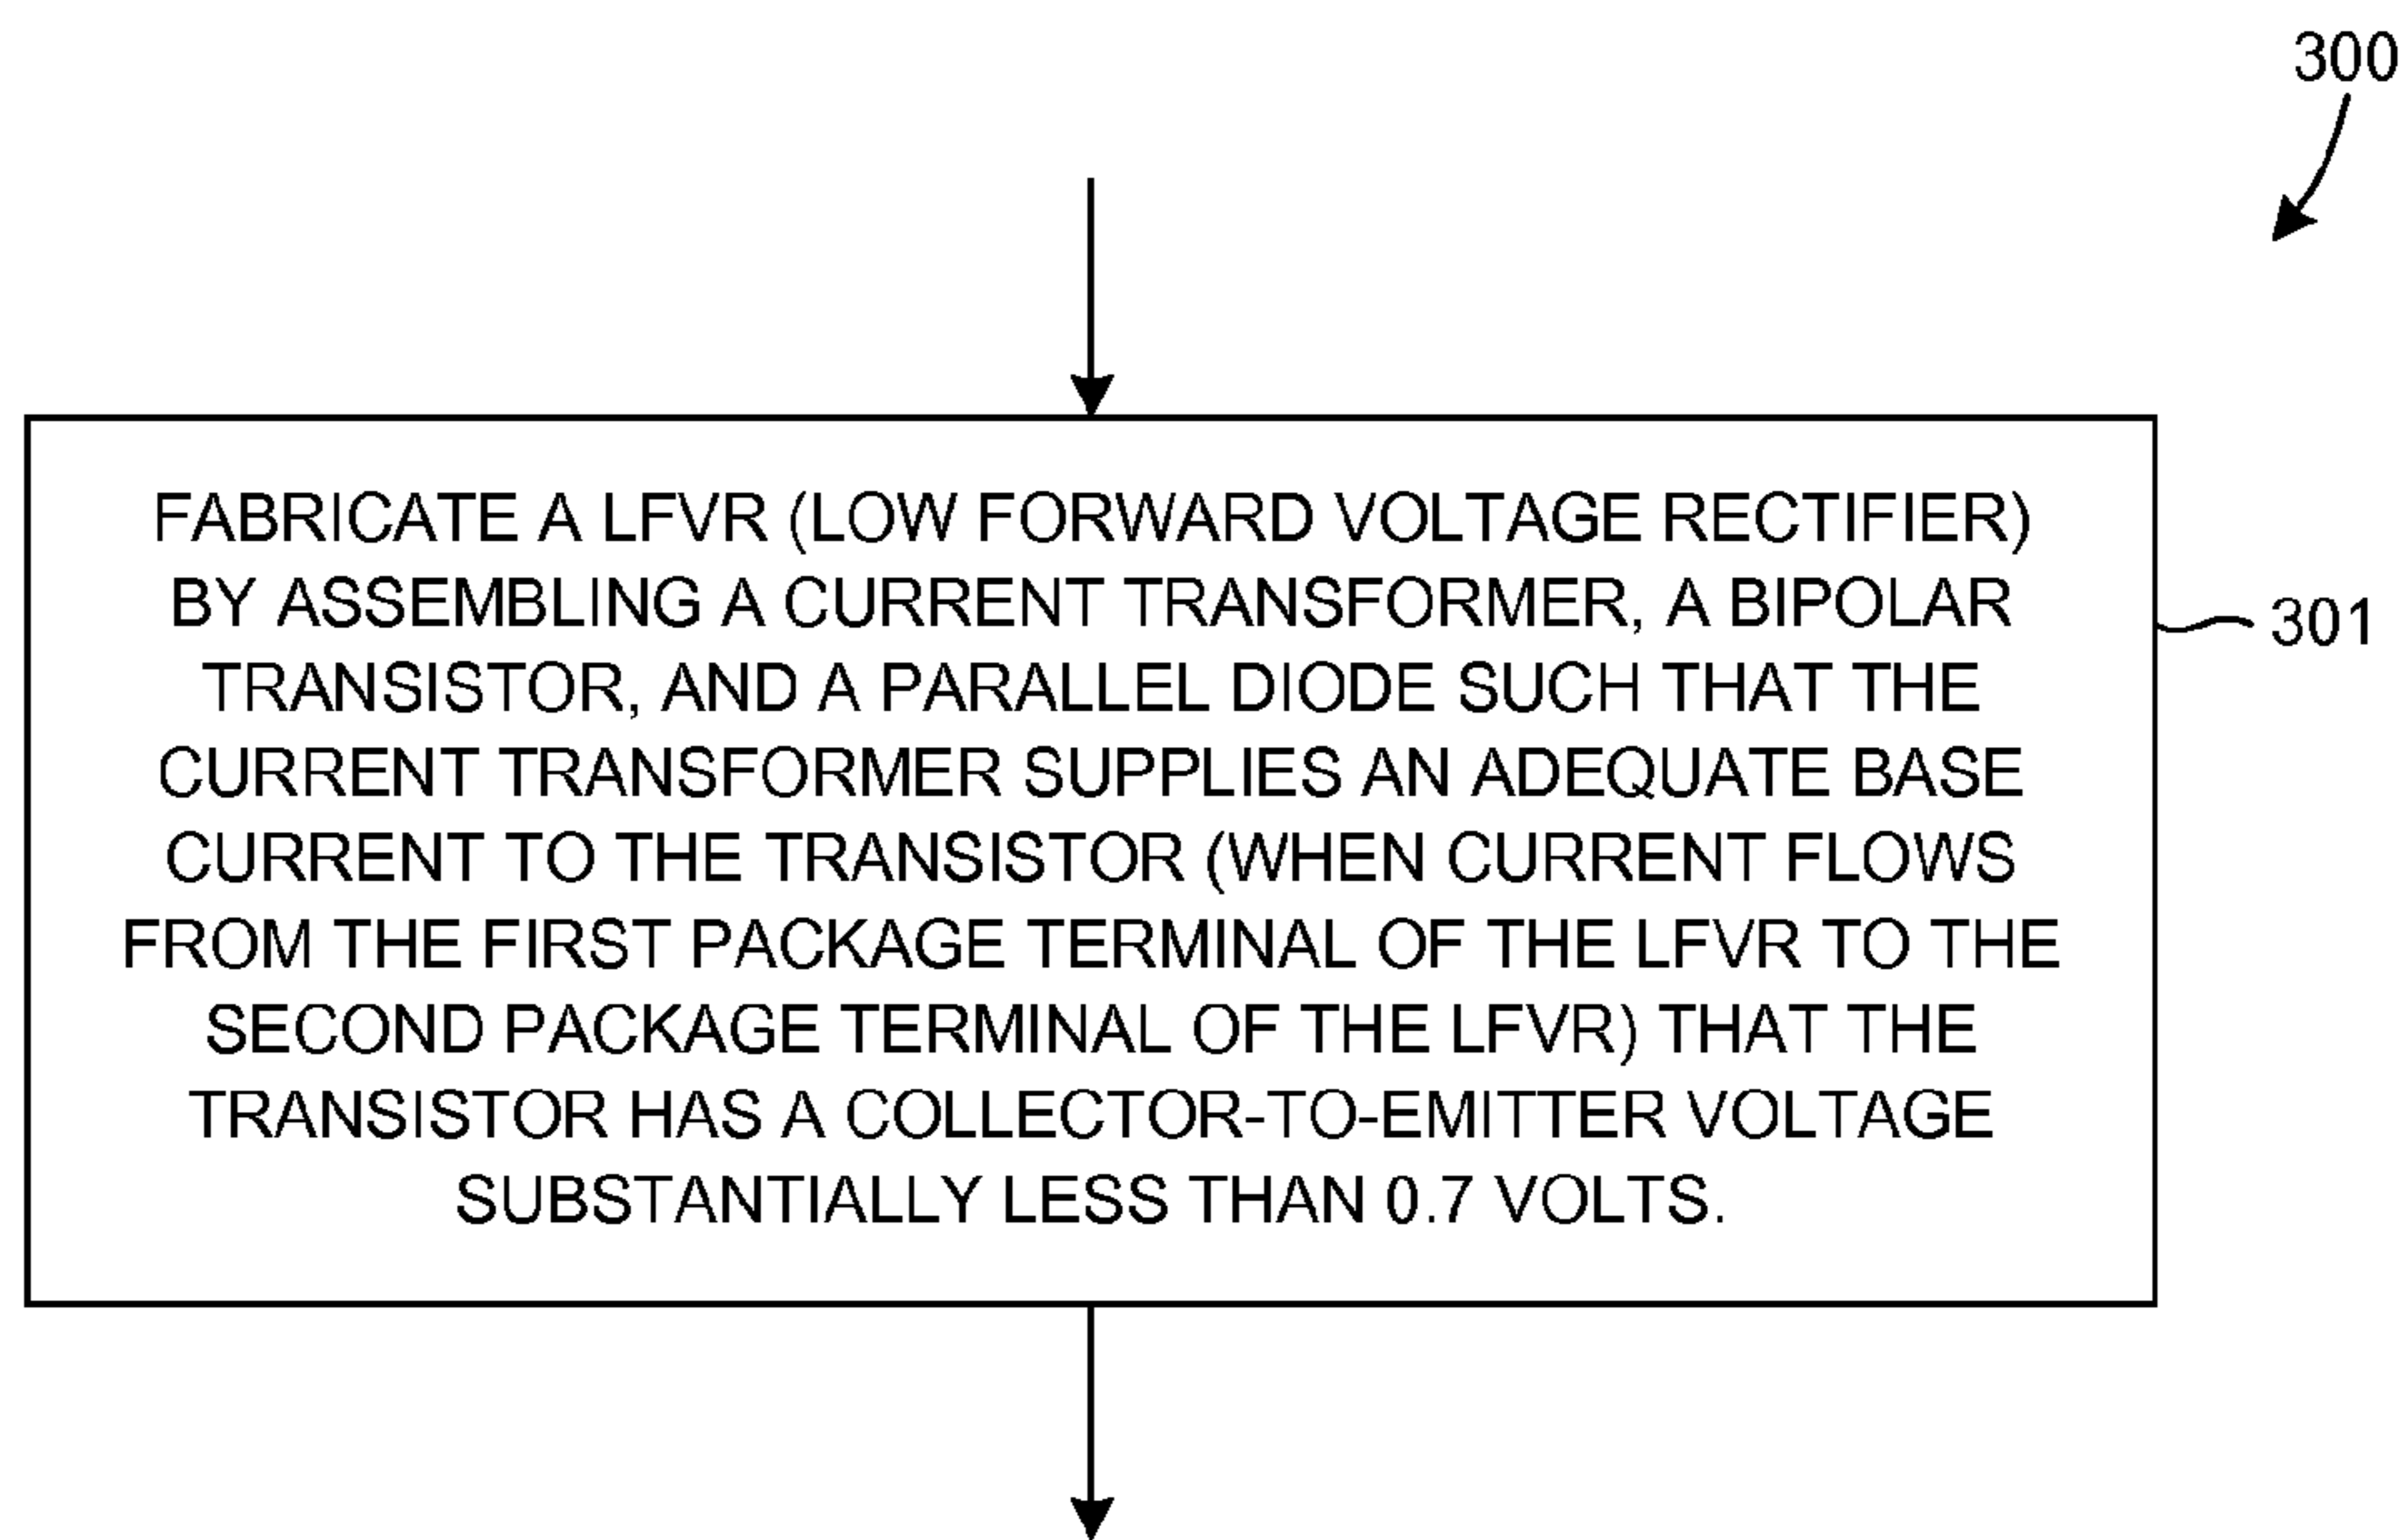 300
FABRICATE A LFVR (LOW FORWARD VOLTAGE RECTIFIER)
BY ASSEMBLING A CURRENT TRANSFORMER, A BIPOLAR
TRANSISTOR, AND A PARALLEL DIODE SUCH THAT THE
CURRENT TRANSFORMER SUPPLIES AN ADEQUATE BASE
CURRENT TO THE TRANSISTOR (WHEN CURRENT FLOWS
FROM THE FIRST PACKAGE TERMINAL OF THE LFVR TO THE
SECOND PACKAGE TERMINAL OF THE LFVR) THAT THE
TRANSISTOR HAS A COLLECTOR-TO-EMITTER VOLTAGE
SUBSTANTIALLY LESS THAN 0.7 VOLTS.
301